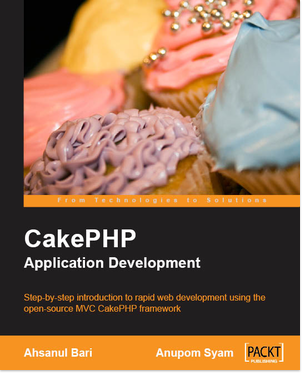 From Technologies to Solutions
CakePHP
Application Development
Step-by-step introduction to rapid web development using the
open-source MVC CakePHP framework
Ahsanul Bari
Anupom Syam
PACKT
PUBLISHING